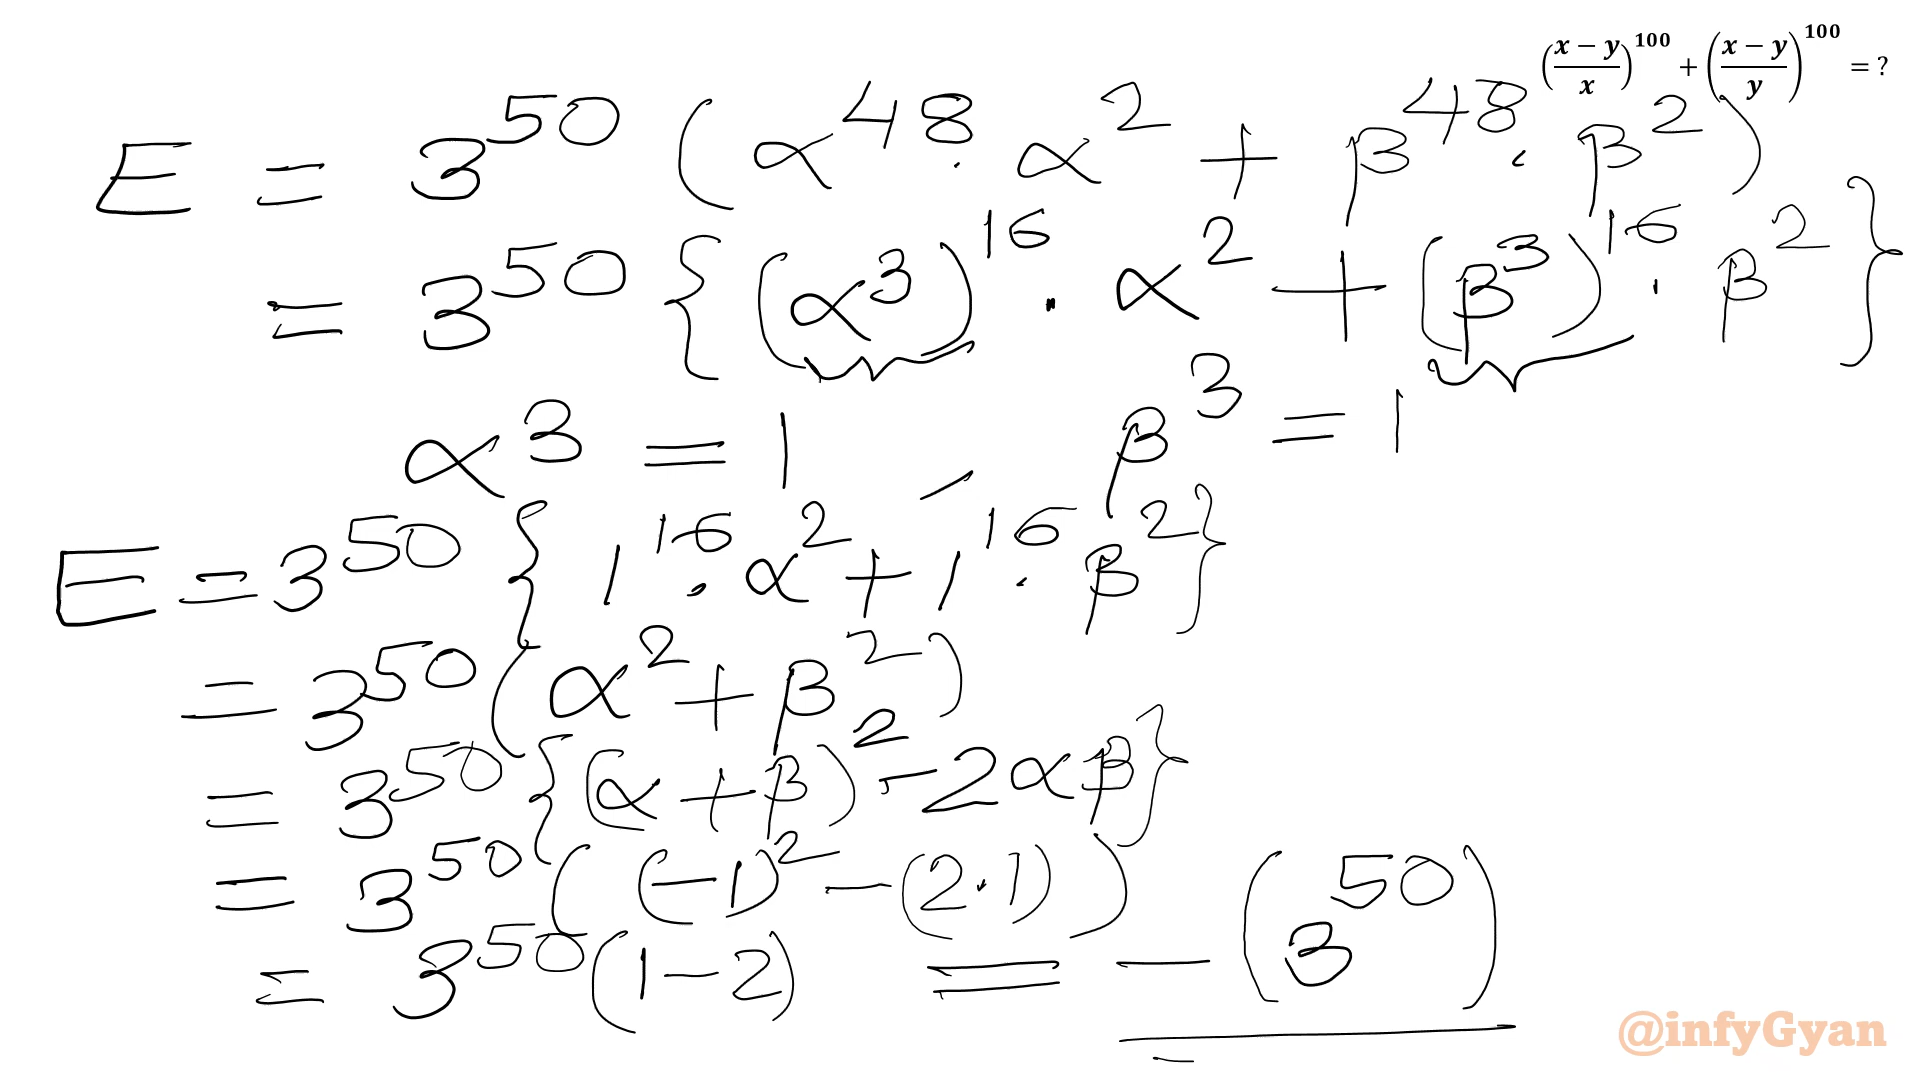 (x − y / x)^100 + (x − y / y)^100 = ?
E = 3^50 (α^48 · α^2 + β^48 · β^2)
= 3^50 {(α^3)^16 · α^2 + (β^3)^16 · β^2}
α^3 = 1 , β^3 = 1
E = 3^50 {1^16 · α^2 + 1^16 · β^2}
= 3^50 (α^2 + β^2)
= 3^50 {(α + β)^2 - 2αβ}
= 3^50 ((-1)^2 - (2·1))
= 3^50 (1 - 2) = - (3^50)
@infyGyan